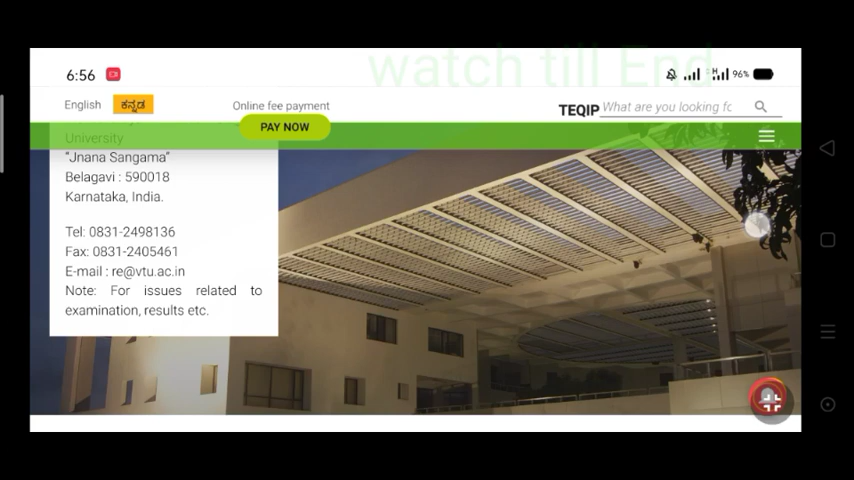 watch till End
6:56
H
96%
English
ಕನ್ನಡ
Online fee payment
PAY NOW
TEQIP
What are you looking fo
University
"Jnana Sangama"
Belagavi : 590018
Karnataka, India.
Tel: 0831-2498136
Fax: 0831-2405461
E-mail : re@vtu.ac.in
Note: For issues related to
examination, results etc.